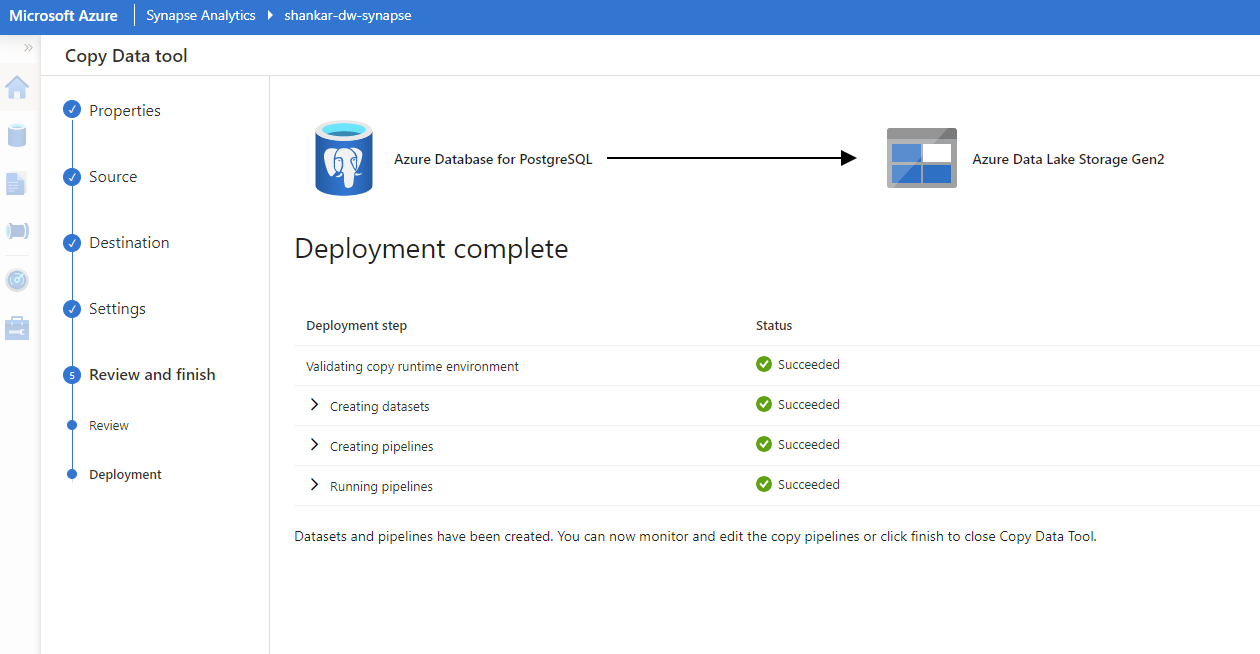 Microsoft Azure Synapse Analytics shankar-dw-synapse
Copy Data tool
Properties
Source
Destination
Settings
5 Review and finish
Review
Deployment
Azure Database for PostgreSQL
Azure Data Lake Storage Gen2
Deployment complete
Deployment step Status
Validating copy runtime environment Succeeded
Creating datasets Succeeded
Creating pipelines Succeeded
Running pipelines Succeeded
Datasets and pipelines have been created. You can now monitor and edit the copy pipelines or click finish to close Copy Data Tool.